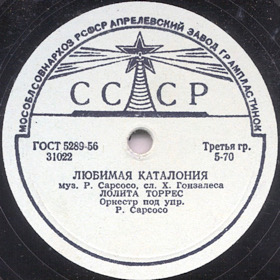 МОСОБЛСОВНАРХОЗ РСФСР АПРЕЛЕВСКИЙ ЗАВОД ГРАМПЛАСТИНОК
СССР
ГОСТ 5289-56 Третья гр.
31022 5-70
ЛЮБИМАЯ КАТАЛОНИЯ
муз. Р. Сарсосо, сл. Х. Гонзалеса
ЛОЛИТА ТОРРЕС
Оркестр под упр.
Р. Сарсосо